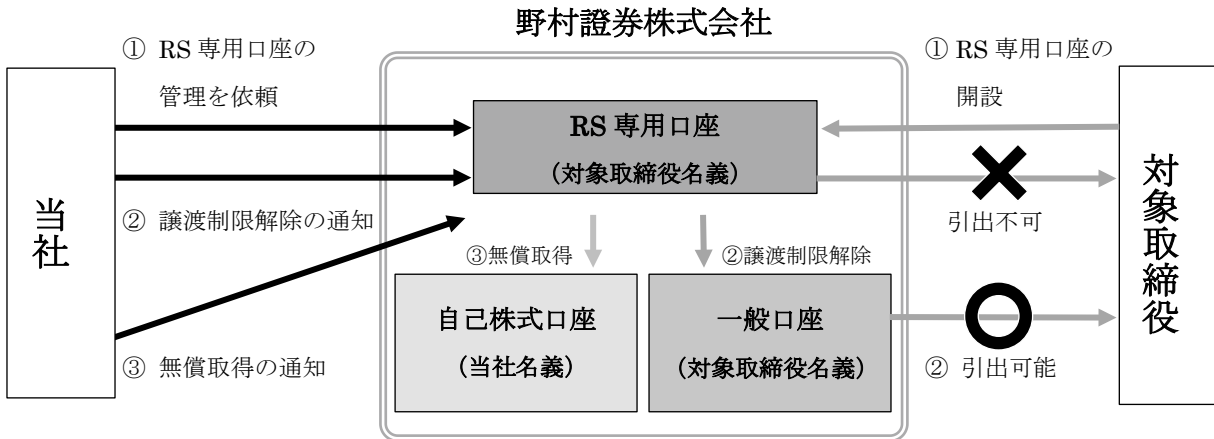 野村證券株式会社
① RS 専用口座の
管理を依頼
① RS 専用口座の
開設
RS 専用口座
(対象取締役名義)
当社
対象取締役
② 譲渡制限解除の通知
引出不可
③無償取得
②譲渡制限解除
自己株式口座
(当社名義)
一般口座
(対象取締役名義)
③ 無償取得の通知
② 引出可能